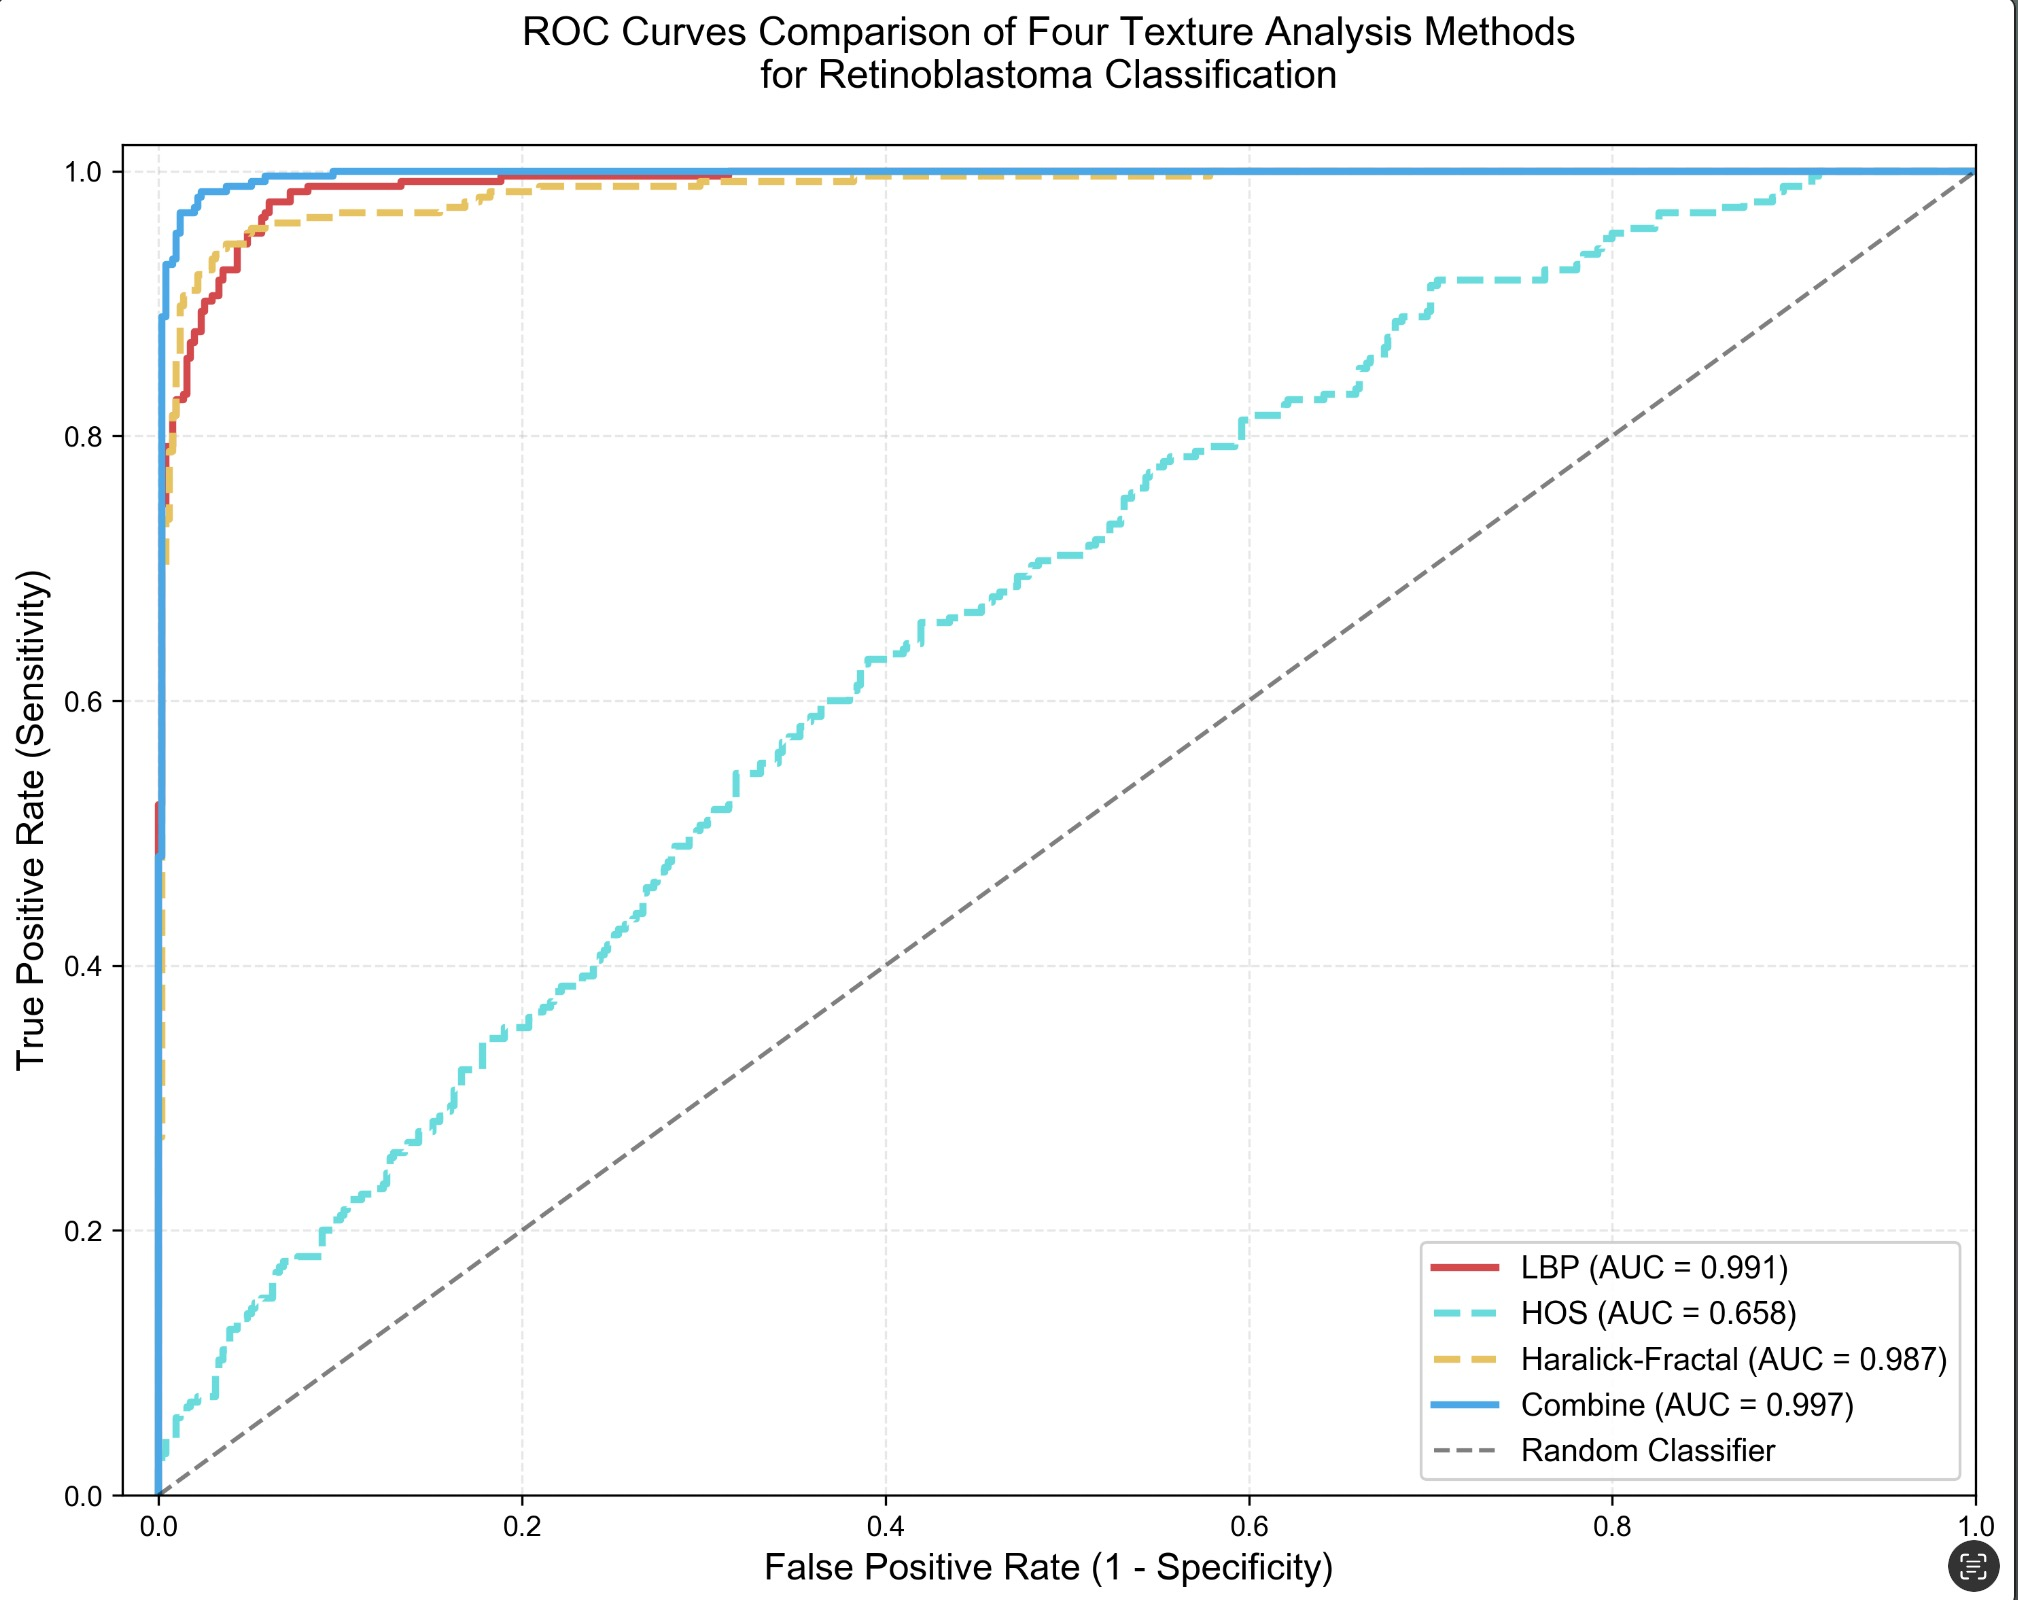 ROC Curves Comparison of Four Texture Analysis Methods
for Retinoblastoma Classification
True Positive Rate (Sensitivity)
1.0
0.8
0.6
0.4
0.2
0.0
LBP (AUC = 0.991)
HOS (AUC = 0.658)
Haralick-Fractal (AUC = 0.987)
Combine (AUC = 0.997)
Random Classifier
0.0 0.2 0.4 0.6 0.8 1.0
False Positive Rate (1 - Specificity)